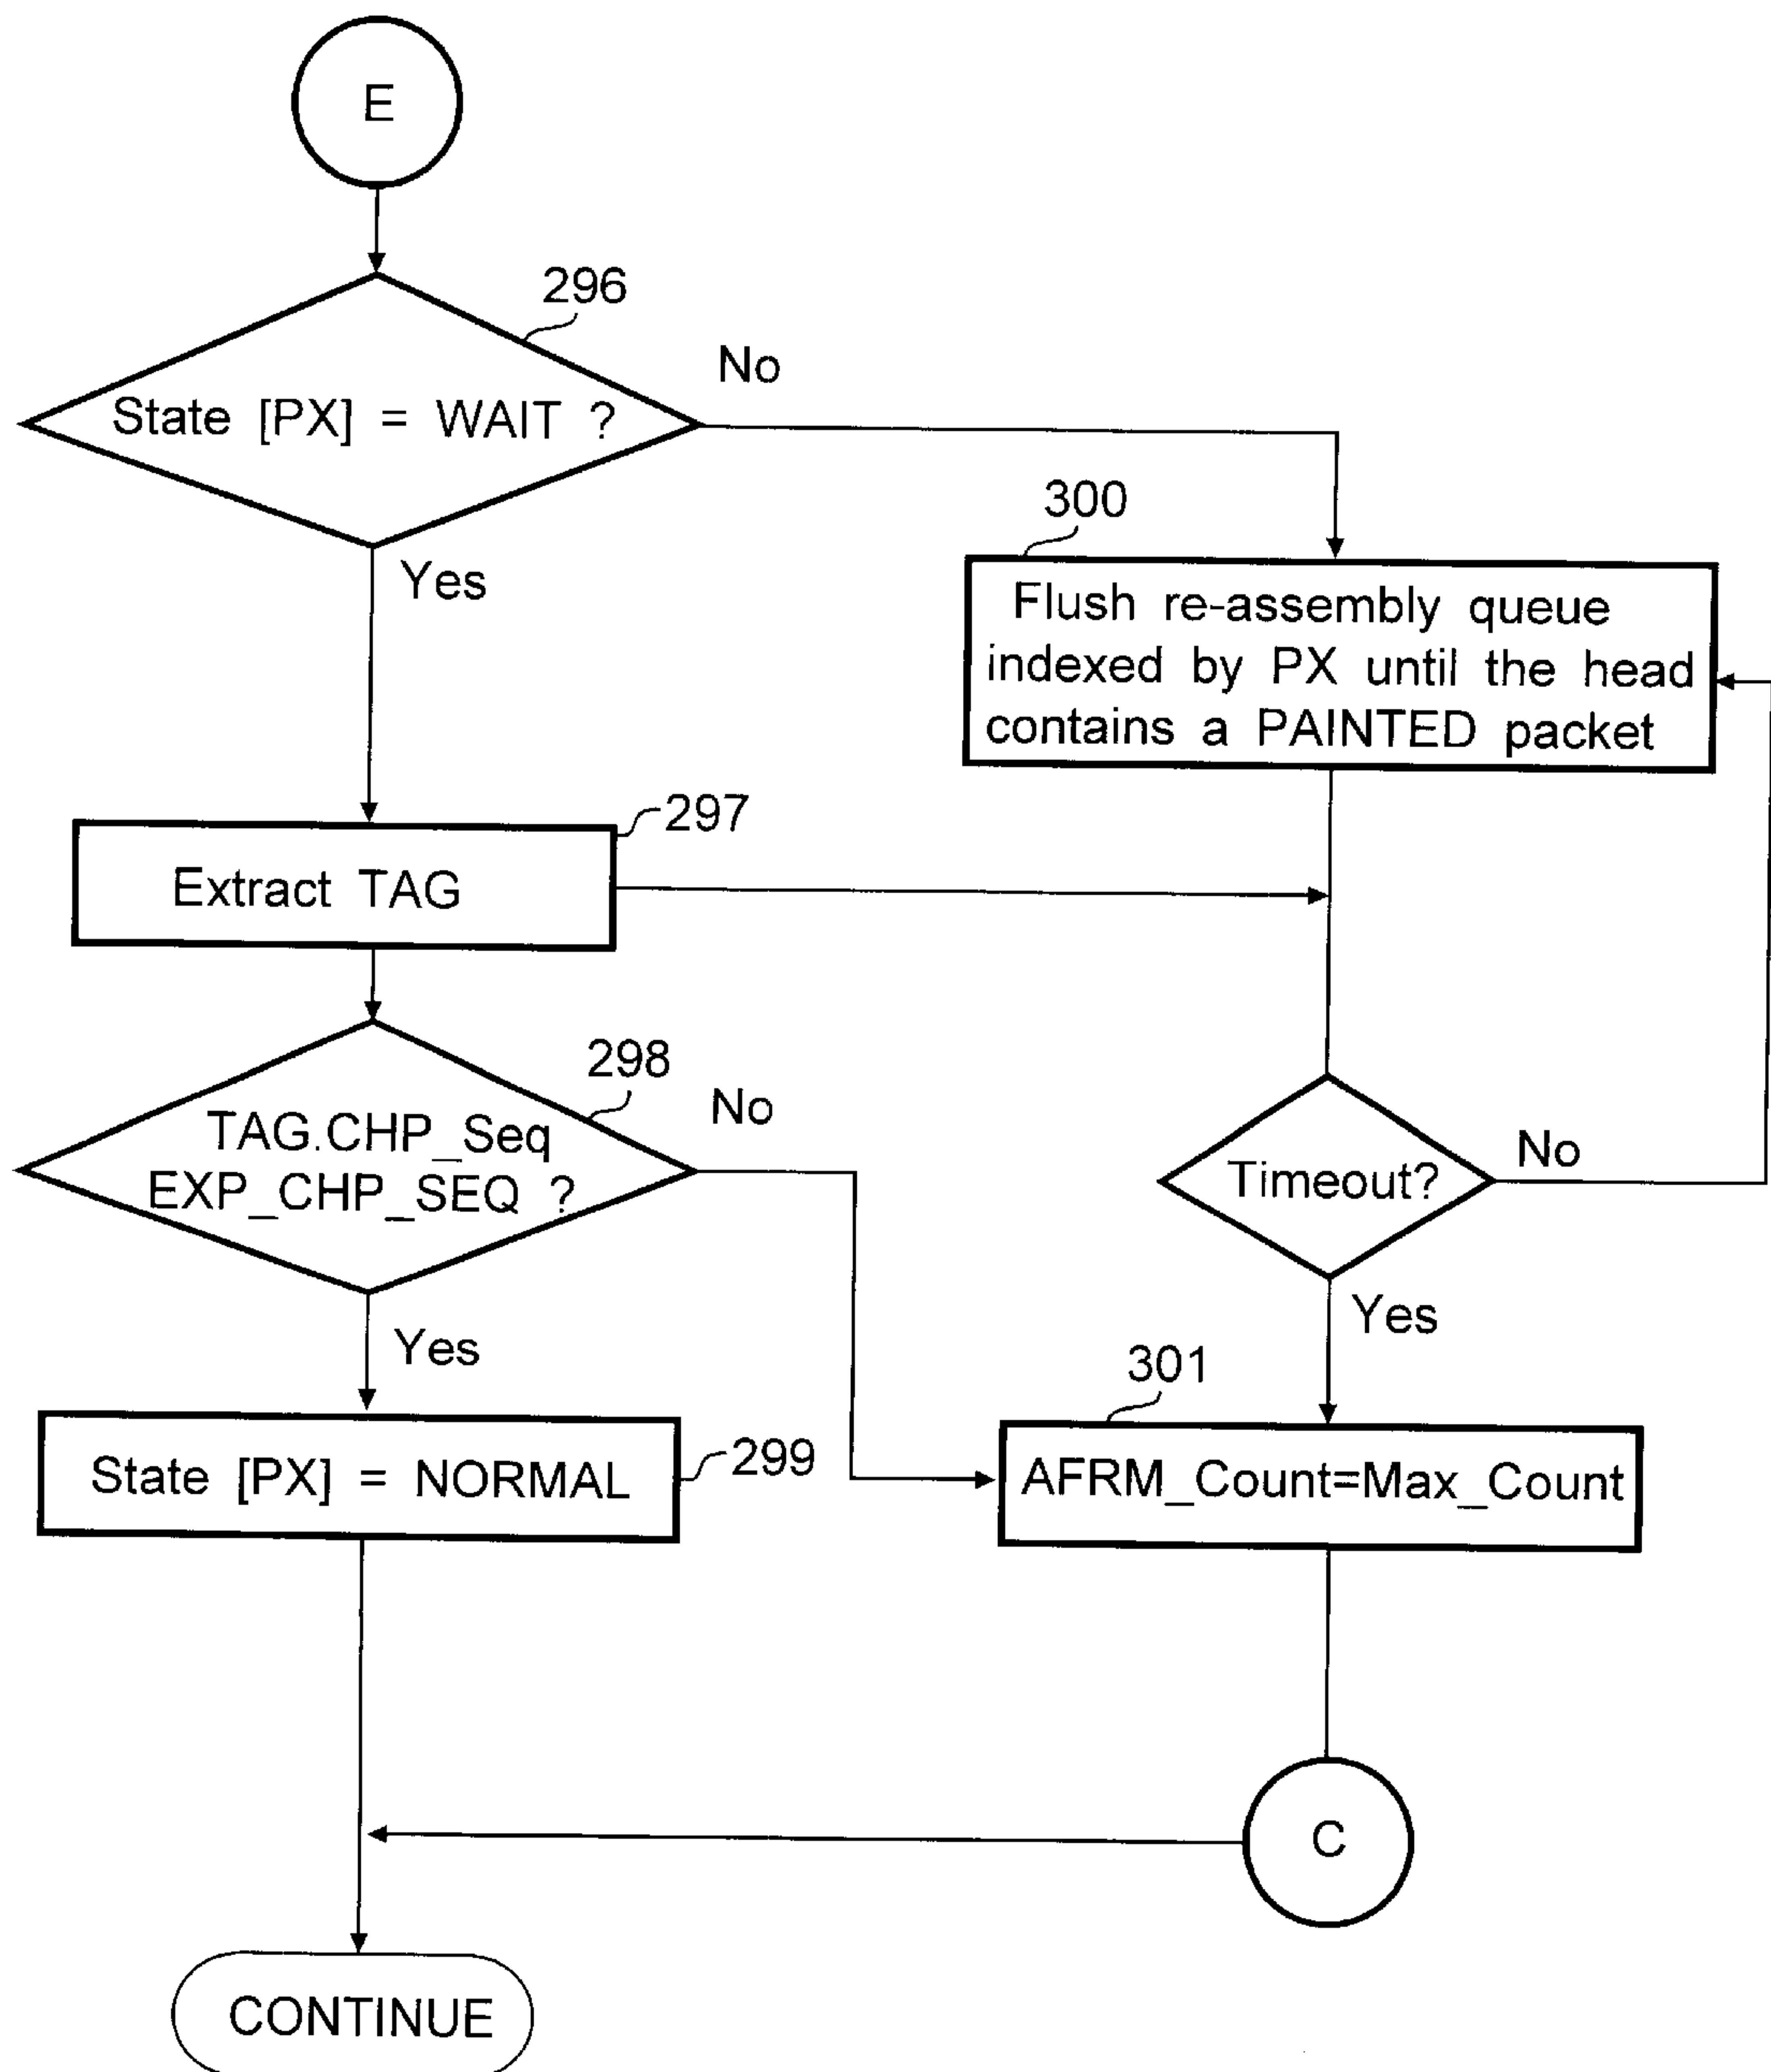 E
296
No
State [PX] = WAIT ?
300
Yes
Flush re-assembly queue
indexed by PX until the head
contains a PAINTED packet
297
Extract TAG
298
No
TAG.CHP_Seq
EXP_CHP_SEQ ?
No
Timeout?
Yes
Yes
301
State [PX] = NORMAL
299
AFRM_Count=Max_Count
C
CONTINUE